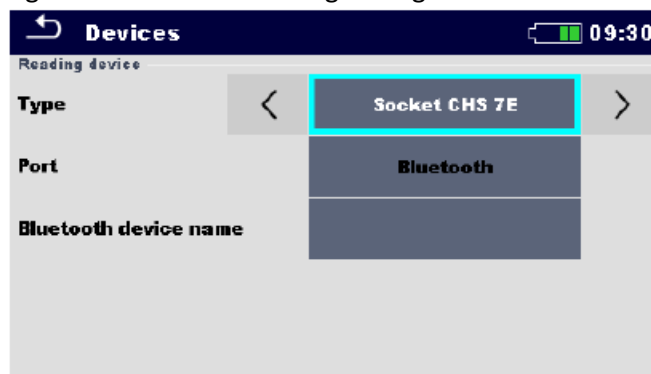 Devices 09:30
Reading device
Type Socket CHS 7E
Port Bluetooth
Bluetooth device name